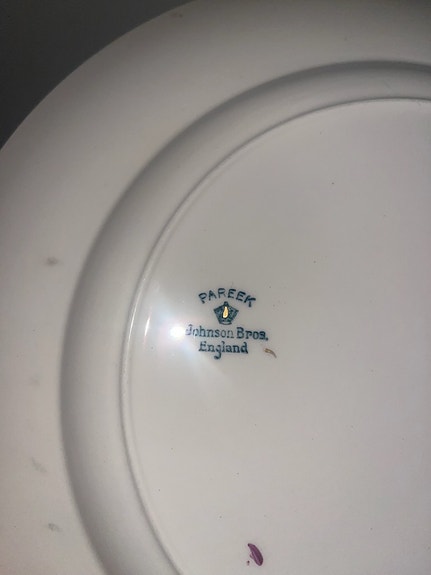 PAREEK
Johnson Bros.
England